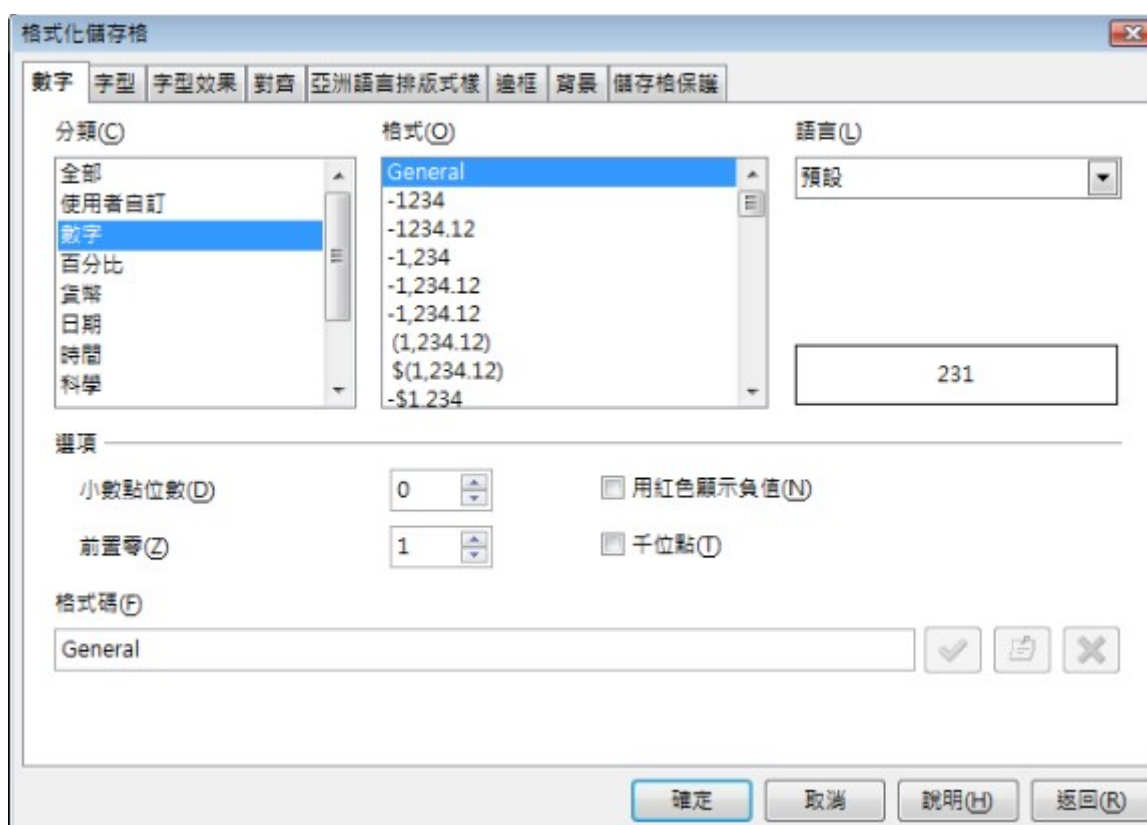 格式化儲存格
數字 字型 字型效果 對齊 亞洲語言排版式樣 邊框 背景 儲存格保護
分類(C)
全部
使用者自訂
數字
百分比
貨幣
日期
時間
科學
格式(O)
General
-1234
-1234.12
-1,234
-1,234.12
-1,234.12
(1,234.12)
$(1,234.12)
-$1,234
語言(L)
預設
231
選項
小數點位數(D) 0 用紅色顯示負值(N)
前置零(Z) 1 千位點(T)
格式碼(F)
General
確定 取消 說明(H) 返回(R)